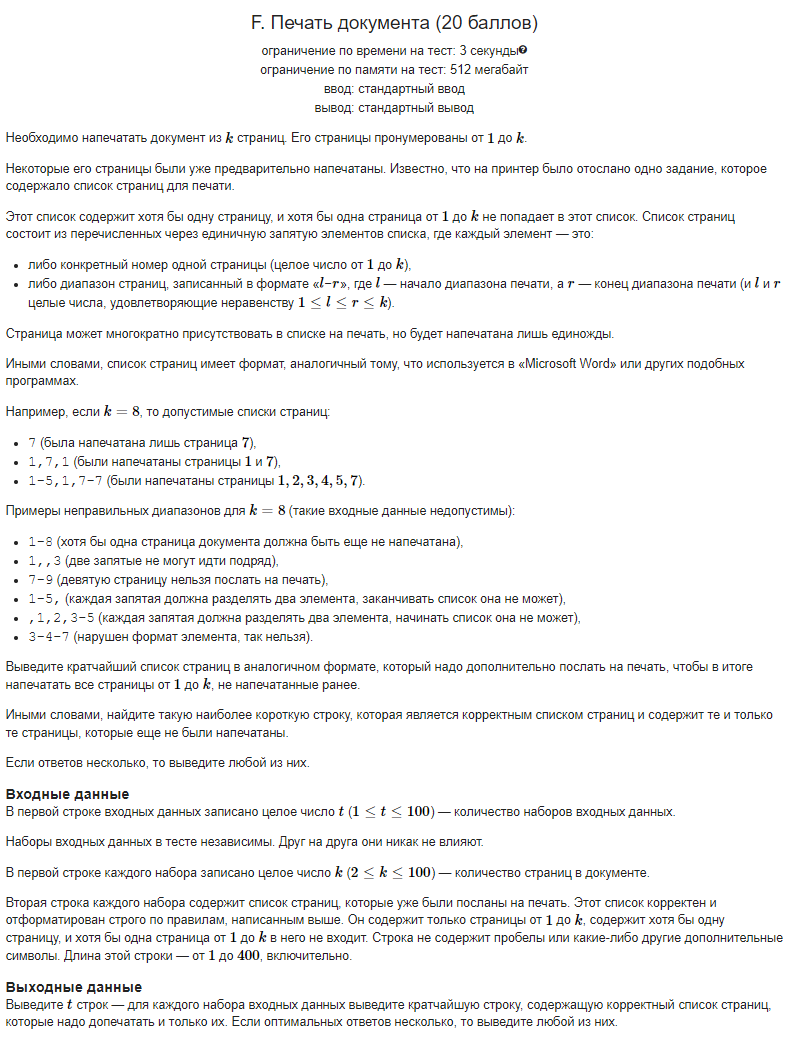 F. Печать документа (20 баллов)
ограничение по времени на тест: 3 секунды
ограничение по памяти на тест: 512 мегабайт
ввод: стандартный ввод
вывод: стандартный вывод
Необходимо напечатать документ из k страниц. Его страницы пронумерованы от 1 до k.
Некоторые его страницы были уже предварительно напечатаны. Известно, что на принтер было отослано одно задание, которое
содержало список страниц для печати.
Этот список содержит хотя бы одну страницу, и хотя бы одна страница от 1 до k не попадает в этот список. Список страниц
состоит из перечисленных через единичную запятую элементов списка, где каждый элемент — это:
• либо конкретный номер одной страницы (целое число от 1 до k),
• либо диапазон страниц, записанный в формате «l-r», где l — начало диапазона печати, а r — конец диапазона печати (и l и r
целые числа, удовлетворяющие неравенству 1 ≤ l ≤ r ≤ k).
Страница может многократно присутствовать в списке на печать, но будет напечатана лишь единожды.
Иными словами, список страниц имеет формат, аналогичный тому, что используется в «Microsoft Word» или других подобных
программах.
Например, если k = 8, то допустимые списки страниц:
• 7 (была напечатана лишь страница 7),
• 1,7,1 (были напечатаны страницы 1 и 7),
• 1-5,1,7-7 (были напечатаны страницы 1, 2, 3, 4, 5, 7).
Примеры неправильных диапазонов для k = 8 (такие входные данные недопустимы):
• 1-8 (хотя бы одна страница документа должна быть еще не напечатана),
• 1,,3 (две запятые не могут идти подряд),
• 7-9 (девятую страницу нельзя послать на печать),
• 1-5, (каждая запятая должна разделять два элемента, заканчивать список она не может),
• ,1,2,3-5 (каждая запятая должна разделять два элемента, начинать список она не может),
• 3-4-7 (нарушен формат элемента, так нельзя).
Выведите кратчайший список страниц в аналогичном формате, который надо дополнительно послать на печать, чтобы в итоге
напечатать все страницы от 1 до k, не напечатанные ранее.
Иными словами, найдите такую наиболее короткую строку, которая является корректным списком страниц и содержит те и только
те страницы, которые еще не были напечатаны.
Если ответов несколько, то выведите любой из них.
Входные данные
В первой строке входных данных записано целое число t (1 ≤ t ≤ 100) — количество наборов входных данных.
Наборы входных данных в тесте независимы. Друг на друга они никак не влияют.
В первой строке каждого набора записано целое число k (2 ≤ k ≤ 100) — количество страниц в документе.
Вторая строка каждого набора содержит список страниц, которые уже были посланы на печать. Этот список корректен и
отформатирован строго по правилам, написанным выше. Он содержит только страницы от 1 до k, содержит хотя бы одну
страницу, и хотя бы одна страница от 1 до k в него не входит. Строка не содержит пробелы или какие-либо другие дополнительные
символы. Длина этой строки — от 1 до 400, включительно.
Выходные данные
Выведите t строк — для каждого набора входных данных выведите кратчайшую строку, содержащую корректный список страниц,
которые надо допечатать и только их. Если оптимальных ответов несколько, то выведите любой из них.